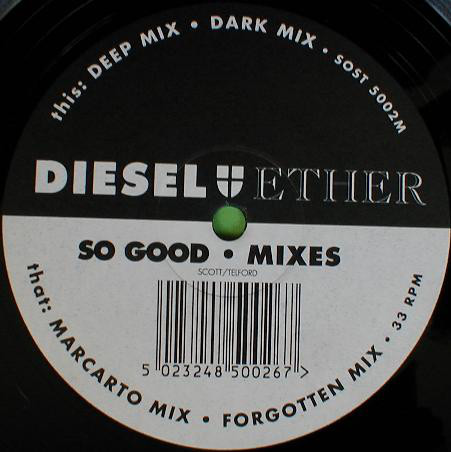 this: DEEP MIX • DARK MIX • SOST 5002M
DIESEL ETHER
SO GOOD • MIXES
SCOTT/TELFORD
5 023248 500267 >
that: MARCARTO MIX • FORGOTTEN MIX • 33 RPM